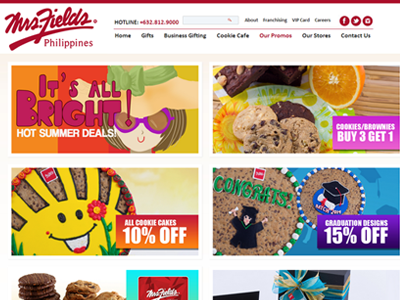 Mrs. Fields
Philippines
HOTLINE: +632.812.9000
About Franchising VIP Card Careers
Home Gifts Business Gifting Cookie Cafe Our Promos Our Stores Contact Us
IT'S ALL
BRIGHT!
HOT SUMMER DEALS!
COOKIES/BROWNIES
BUY 3 GET 1
ALL COOKIE CAKES
10% OFF
CONGRATS!
GRADUATION DESIGNS
15% OFF
Mrs. Fields